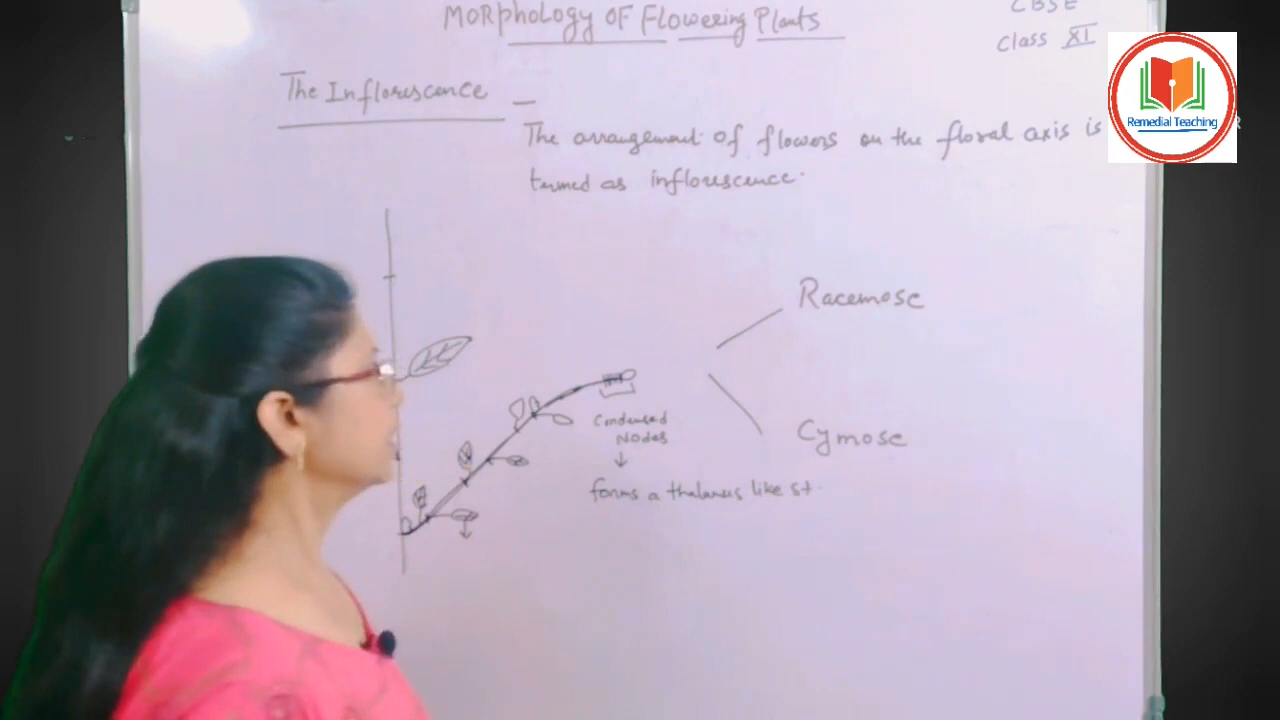 MORphology OF Flowering Plants
CBSE
Class XI
The Inflorescence –
The arrangement of flowers on the floral axis is
termed as inflorescence.
Remedial Teaching
Racemose
Condensed
Nodes
Cymose
forms a thalamus like st.